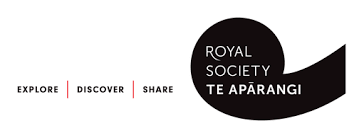 EXPLORE | DISCOVER | SHARE
ROYAL
SOCIETY
TE APĀRANGI